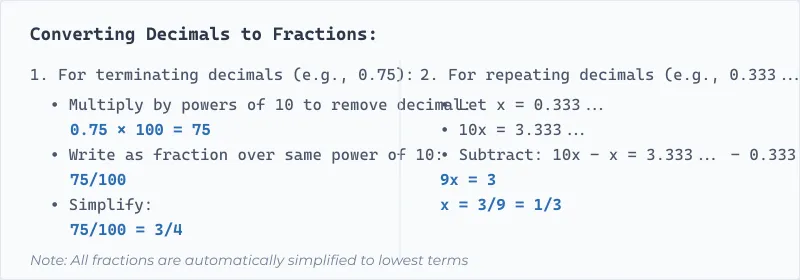 Converting Decimals to Fractions:
1. For terminating decimals (e.g., 0.75):
• Multiply by powers of 10 to remove decimal:
0.75 × 100 = 75
• Write as fraction over same power of 10:
75/100
• Simplify:
75/100 = 3/4
2. For repeating decimals (e.g., 0.333...
• Let x = 0.333...
• 10x = 3.333...
• Subtract: 10x − x = 3.333... − 0.333
9x = 3
x = 3/9 = 1/3
Note: All fractions are automatically simplified to lowest terms